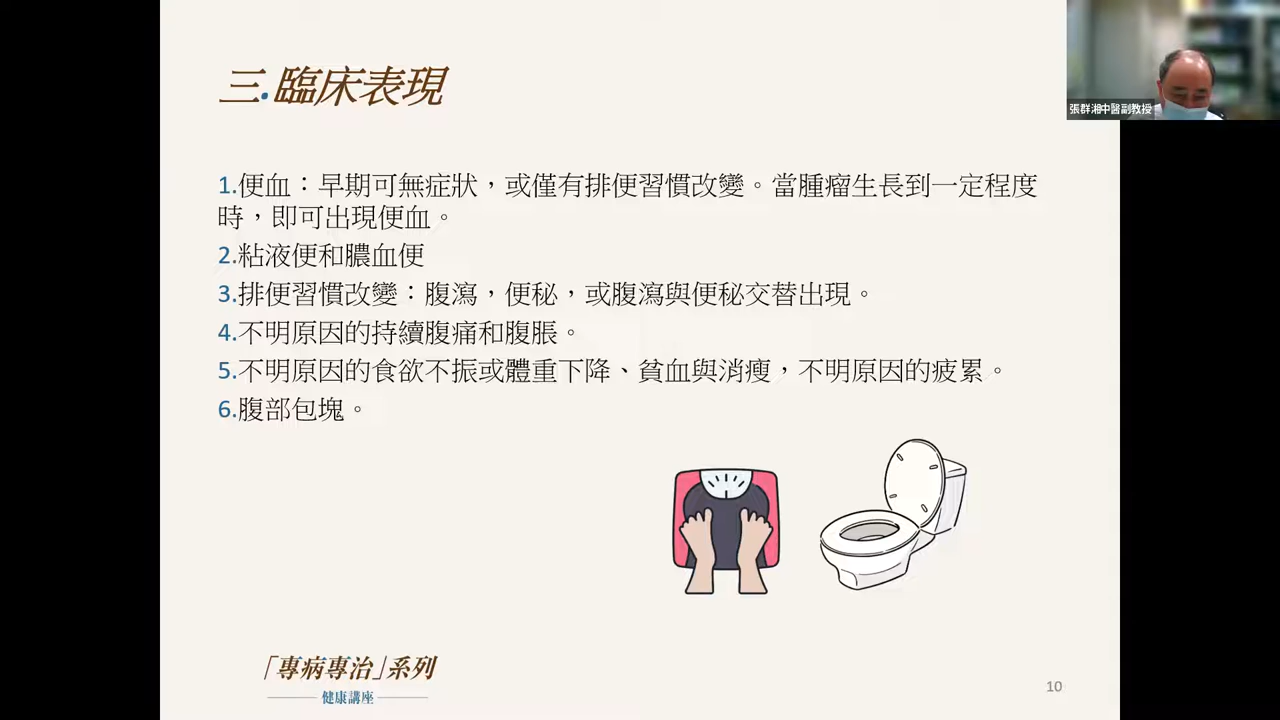 三.臨床表現
張群湘中醫副教授
1.便血：早期可無症狀，或僅有排便習慣改變。當腫瘤生長到一定程度
時，即可出現便血。
2.粘液便和膿血便
3.排便習慣改變：腹瀉，便秘，或腹瀉與便秘交替出現。
4.不明原因的持續腹痛和腹脹。
5.不明原因的食欲不振或體重下降、貧血與消瘦，不明原因的疲累。
6.腹部包塊。
「專病專治」系列
健康講座
10